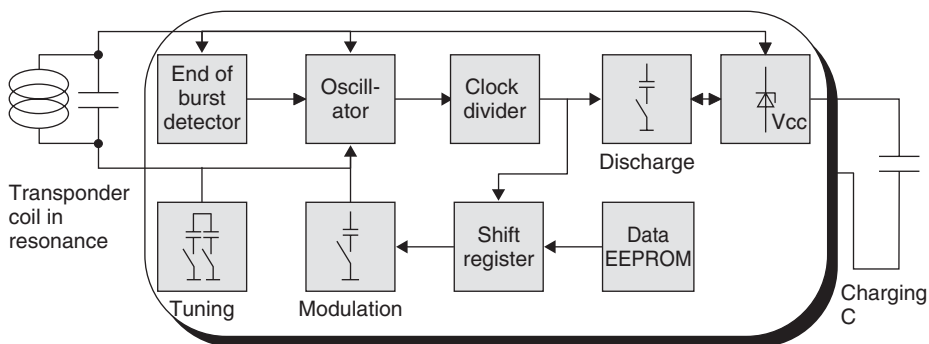 End of
burst
detector
Oscill-
ator
Clock
divider
Discharge
Vcc
Transponder
coil in
resonance
Tuning
Modulation
Shift
register
Data
EEPROM
Charging
C